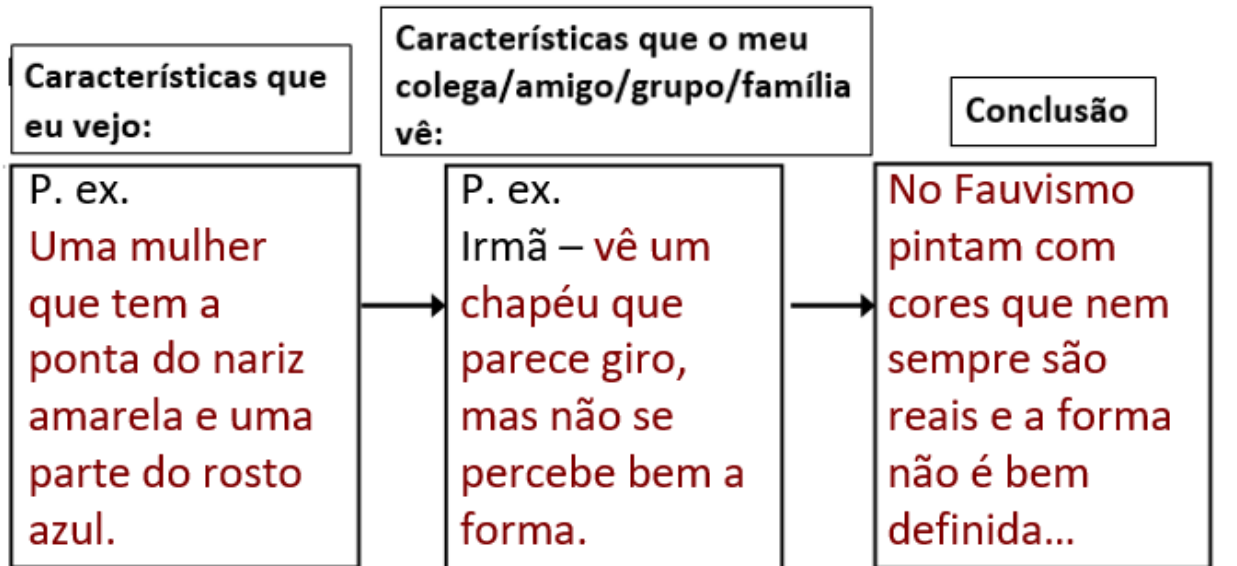 Características que
eu vejo:
Características que o meu
colega/amigo/grupo/família
vê:
Conclusão
P. ex.
Uma mulher
que tem a
ponta do nariz
amarela e uma
parte do rosto
azul.
P. ex.
Irmã – vê um
chapéu que
parece giro,
mas não se
percebe bem a
forma.
No Fauvismo
pintam com
cores que nem
sempre são
reais e a forma
não é bem
definida...